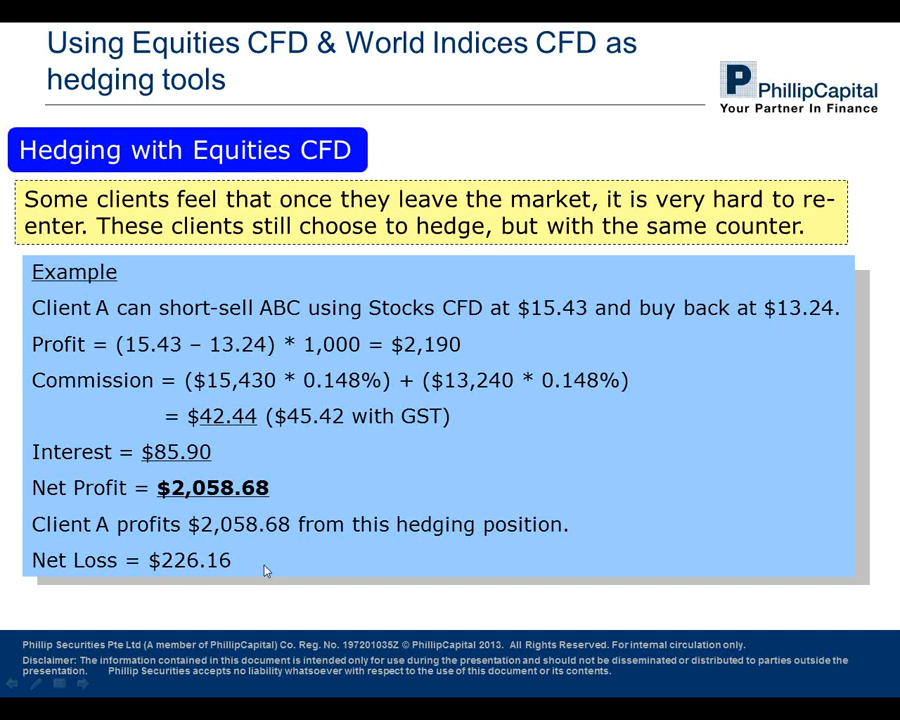 Using Equities CFD & World Indices CFD as
hedging tools
P PhillipCapital
Your Partner In Finance
Hedging with Equities CFD
Some clients feel that once they leave the market, it is very hard to re-
enter. These clients still choose to hedge, but with the same counter.
Example
Client A can short-sell ABC using Stocks CFD at $15.43 and buy back at $13.24.
Profit = (15.43 – 13.24) * 1,000 = $2,190
Commission = ($15,430 * 0.148%) + ($13,240 * 0.148%)
= $42.44 ($45.42 with GST)
Interest = $85.90
Net Profit = $2,058.68
Client A profits $2,058.68 from this hedging position.
Net Loss = $226.16
Phillip Securities Pte Ltd (A member of PhillipCapital) Co. Reg. No. 197201035Z © PhillipCapital 2013. All Rights Reserved. For internal circulation only.
Disclaimer: The information contained in this document is intended only for use during the presentation and should not be disseminated or distributed to parties outside the
presentation. Phillip Securities accepts no liability whatsoever with respect to the use of this document or its contents.